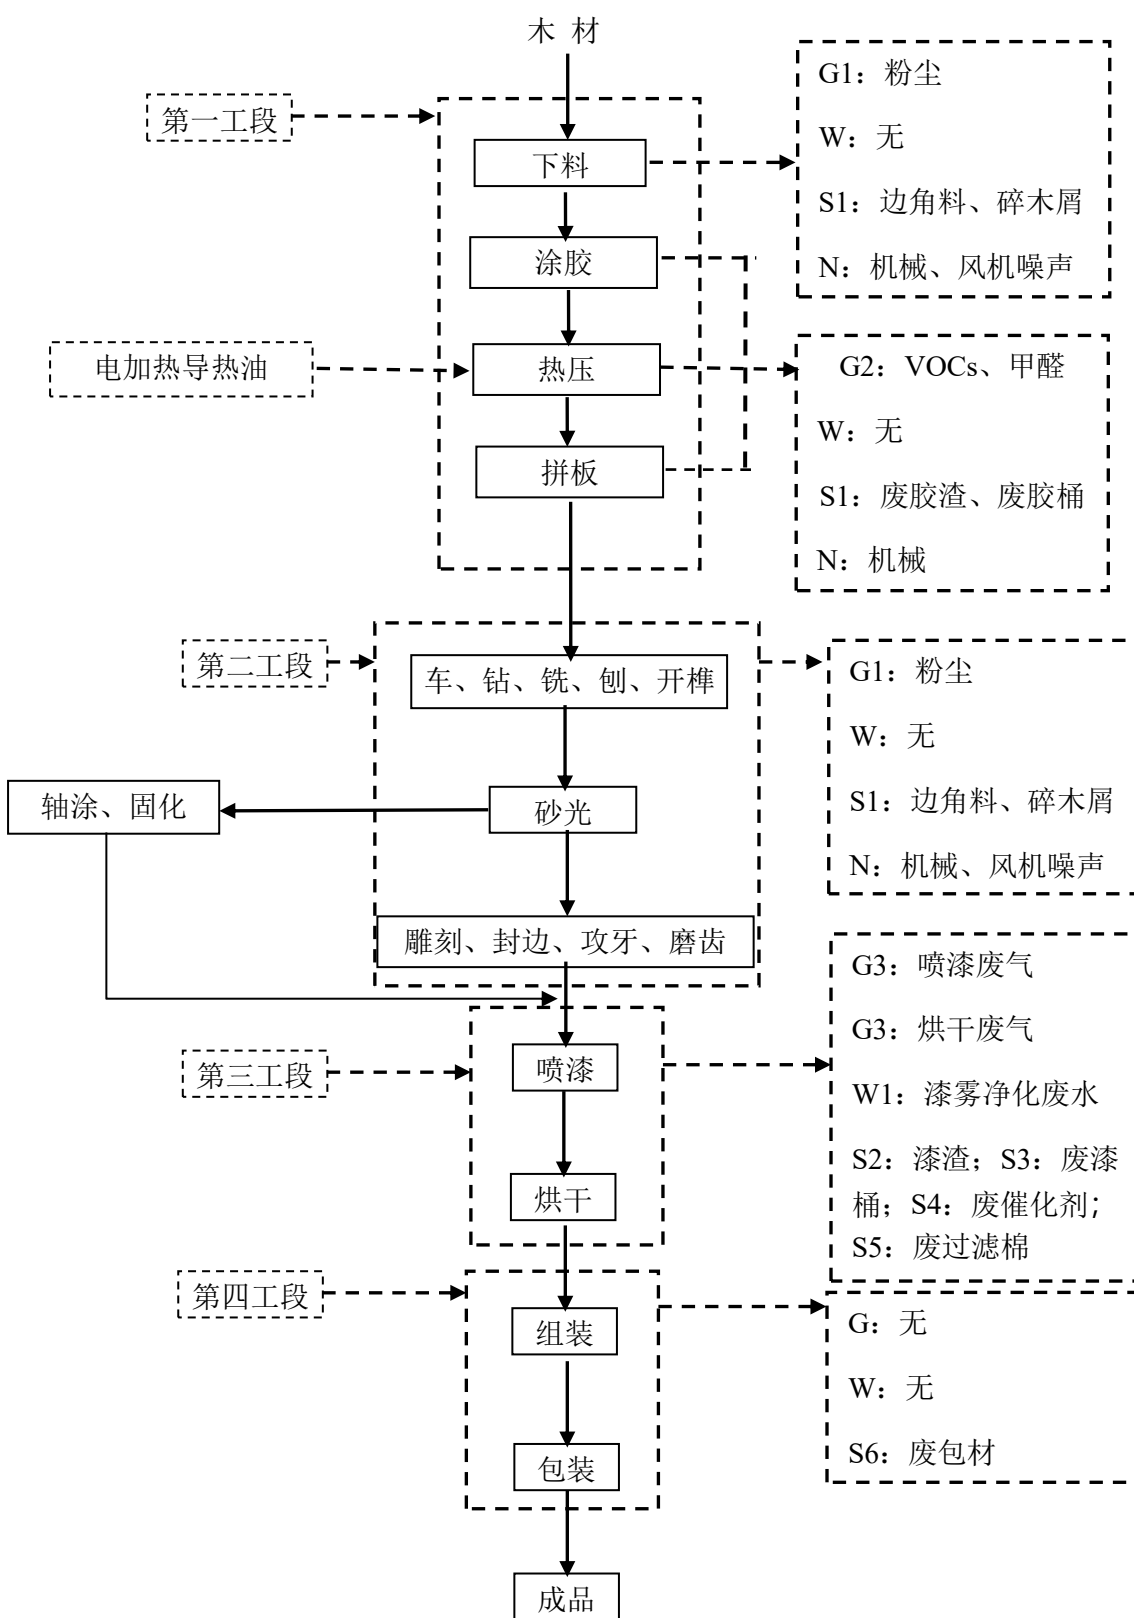 木 材
G1：粉尘
第一工段
W：无
下料
S1：边角料、碎木屑
涂胶
N：机械、风机噪声
电加热导热油
热压
G2：VOCs、甲醛
W：无
拼板
S1：废胶渣、废胶桶
N：机械
第二工段
车、钻、铣、刨、开榫
G1：粉尘
W：无
轴涂、固化
砂光
S1：边角料、碎木屑
N：机械、风机噪声
雕刻、封边、攻牙、磨齿
G3：喷漆废气
G3：烘干废气
第三工段
喷漆
W1：漆雾净化废水
S2：漆渣；S3：废漆
桶；S4：废催化剂；
S5：废过滤棉
烘干
第四工段
组装
G：无
W：无
S6：废包材
包装
成品